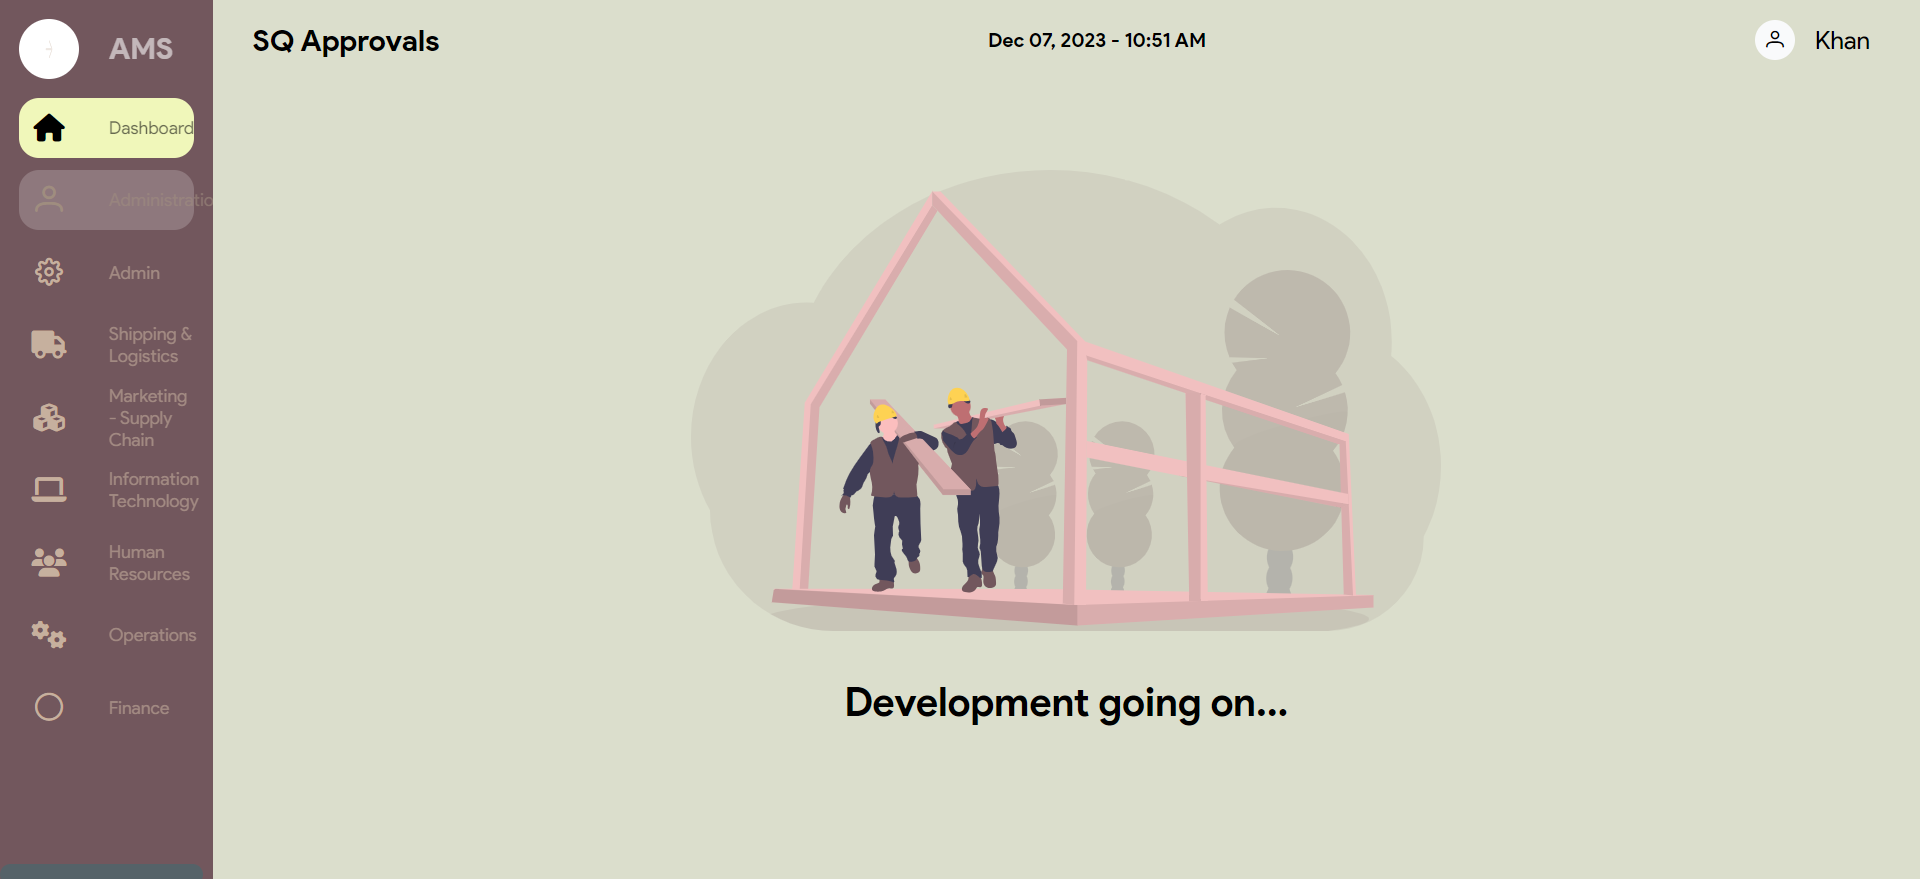 AMS
SQ Approvals
Dec 07, 2023 - 10:51 AM
Khan
Dashboard
Administratio
Admin
Shipping &
Logistics
Marketing
- Supply
Chain
Information
Technology
Human
Resources
Operations
Finance
Development going on...